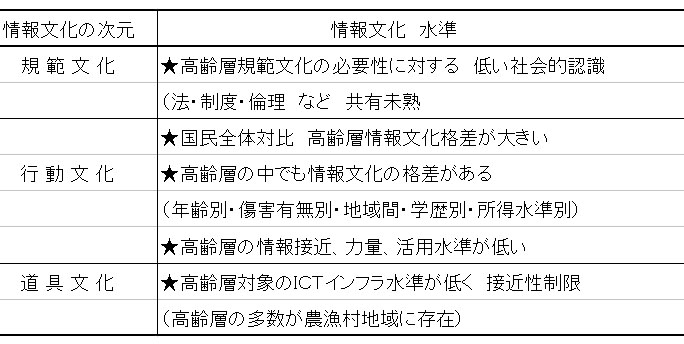 情報文化の次元 情報文化 水準
規 範 文 化 ★高齢層規範文化の必要性に対する 低い社会的認識
(法・制度・倫理 など 共有未熟
★国民全体対比 高齢層情報文化格差が大きい
行 動 文 化 ★高齢層の中でも情報文化の格差がある
(年齢別・傷害有無別・地域間・学歴別・所得水準別)
★高齢層の情報接近、力量、活用水準が低い
道 具 文 化 ★高齢層対象のICTインフラ水準が低く 接近性制限
(高齢層の多数が農漁村地域に存在)